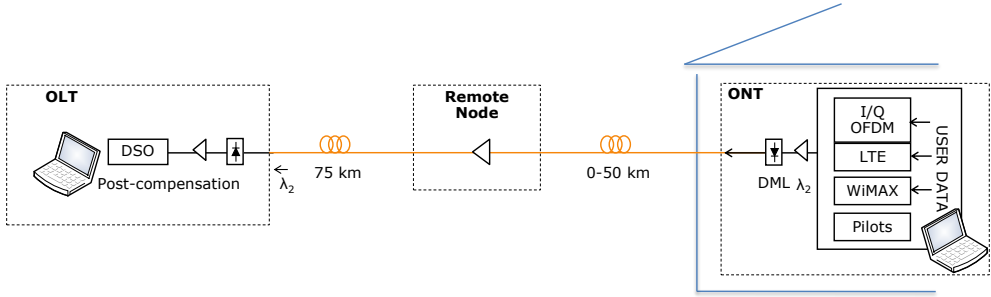 OLT
DSO
Post-compensation
λ2
75 km
Remote
Node
0-50 km
ONT
DML λ2
I/Q
OFDM
LTE
WiMAX
Pilots
USER DATA